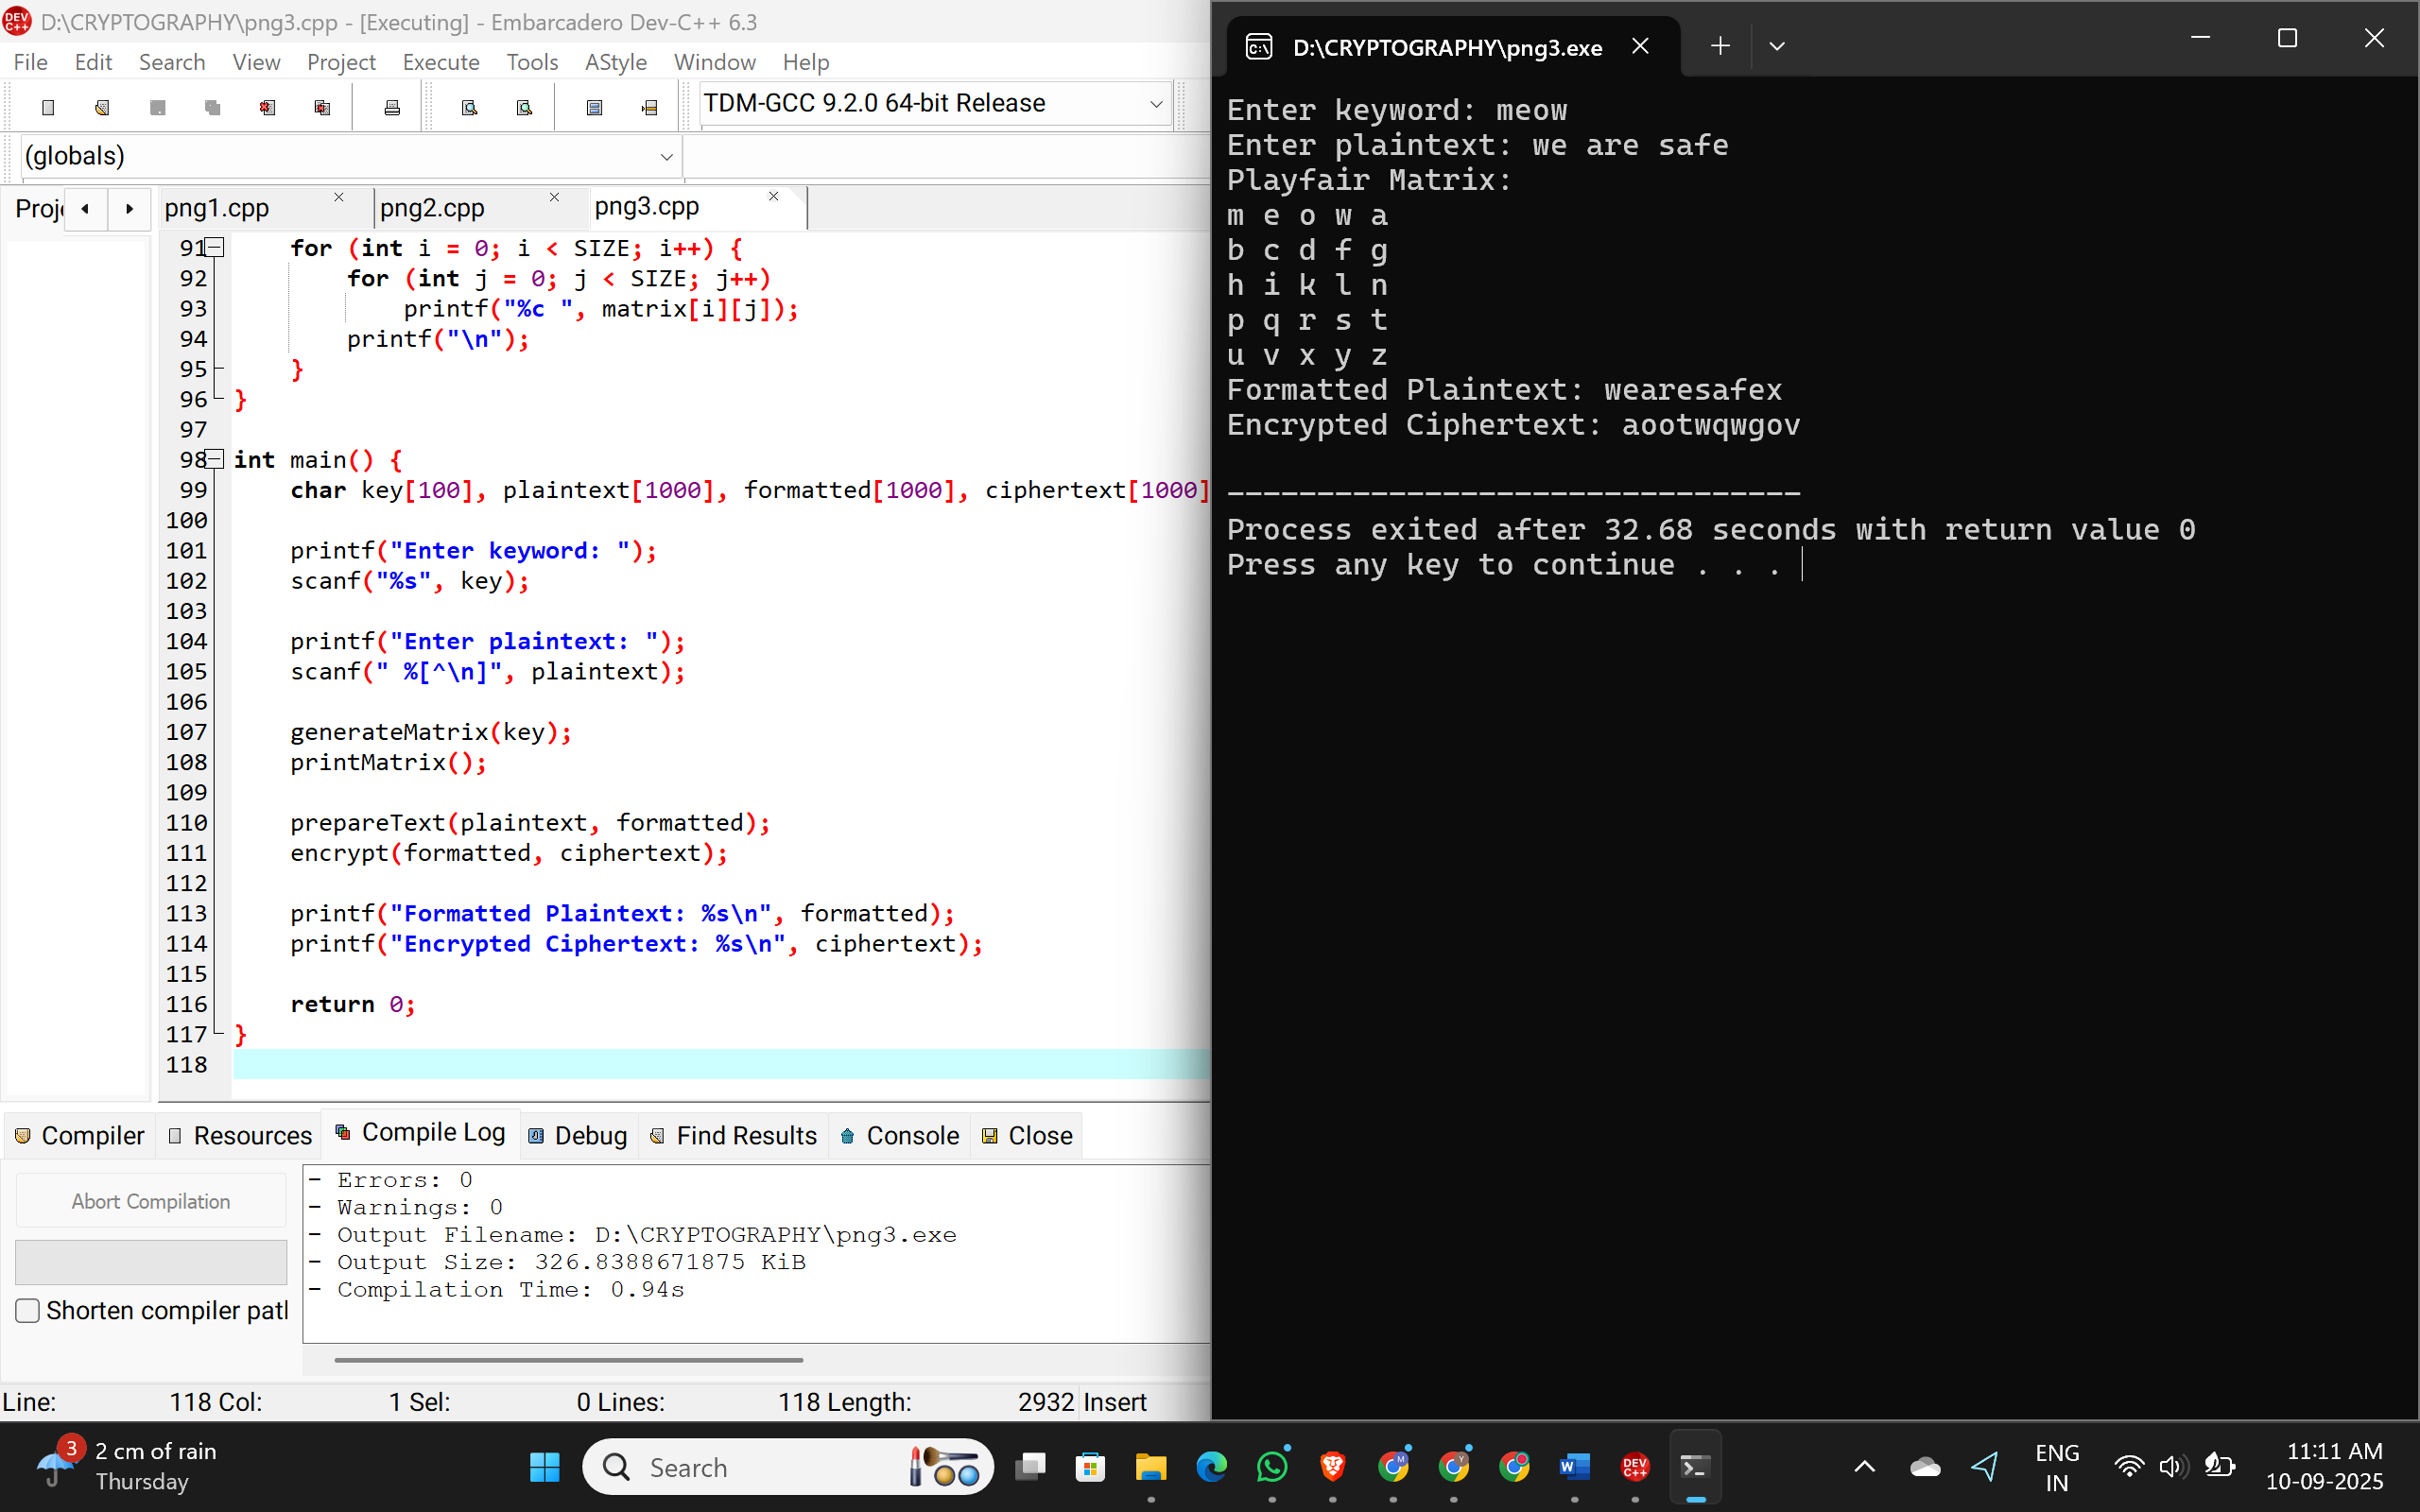 D:\CRYPTOGRAPHY\png3.cpp - [Executing] - Embarcadero Dev-C++ 6.3
File Edit Search View Project Execute Tools AStyle Window Help
TDM-GCC 9.2.0 64-bit Release
(globals)
png1.cpp png2.cpp png3.cpp
91 for (int i = 0; i < SIZE; i++) {
92 for (int j = 0; j < SIZE; j++)
93 printf("%c ", matrix[i][j]);
94 printf("\n");
95 }
96 }
97
98 int main() {
99 char key[100], plaintext[1000], formatted[1000], ciphertext[1000]
100
101 printf("Enter keyword: ");
102 scanf("%s", key);
103
104 printf("Enter plaintext: ");
105 scanf(" %[^\n]", plaintext);
106
107 generateMatrix(key);
108 printMatrix();
109
110 prepareText(plaintext, formatted);
111 encrypt(formatted, ciphertext);
112
113 printf("Formatted Plaintext: %s\n", formatted);
114 printf("Encrypted Ciphertext: %s\n", ciphertext);
115
116 return 0;
117 }
118
Compiler Resources Compile Log Debug Find Results Console Close
Abort Compilation
Shorten compiler
- Errors: 0
- Warnings: 0
- Output Filename: D:\CRYPTOGRAPHY\png3.exe
- Output Size: 326.8388671875 KiB
- Compilation Time: 0.94s
Line: 118 Col: 1 Sel: 0 Lines: 118 Length: 2932 Insert
D:\CRYPTOGRAPHY\png3.exe
Enter keyword: meow
Enter plaintext: we are safe
Playfair Matrix:
m e o w a
b c d f g
h i k l n
p q r s t
u v x y z
Formatted Plaintext: wearesafex
Encrypted Ciphertext: aootwqwgov
--------------------------------
Process exited after 32.68 seconds with return value 0
Press any key to continue . . .
3
2 cm of rain
Thursday
Search
ENG
IN
11:11 AM
10-09-2025